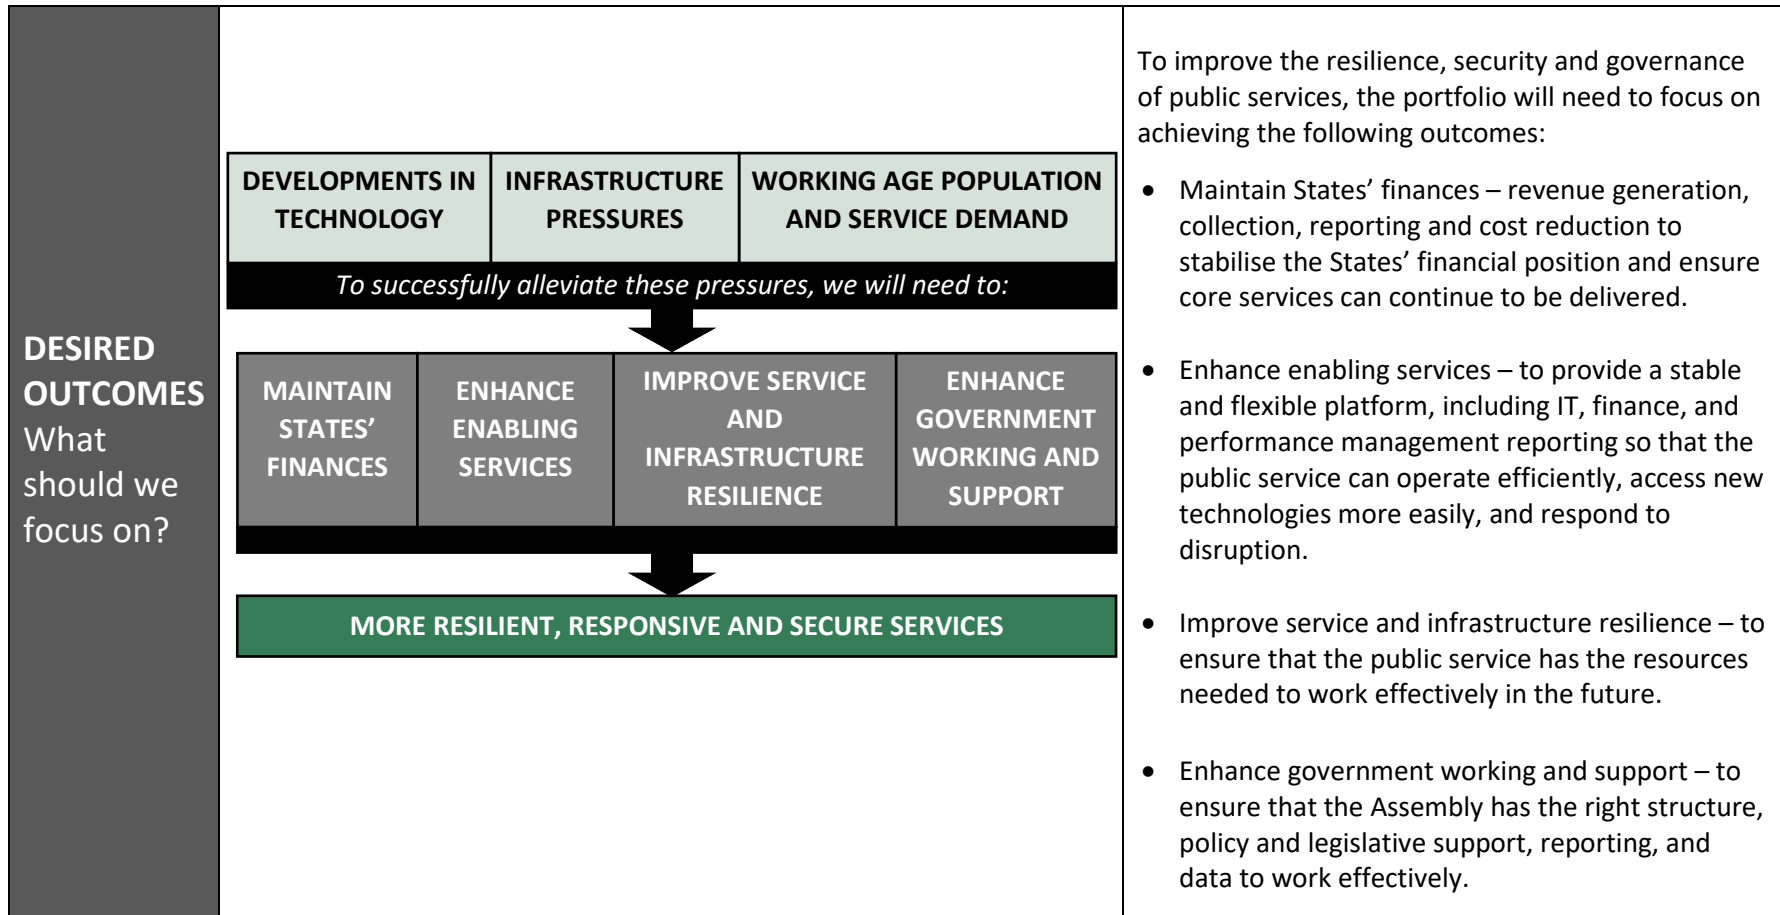 DESIRED
OUTCOMES
What
should we
focus on?
DEVELOPMENTS IN
TECHNOLOGY
INFRASTRUCTURE
PRESSURES
WORKING AGE POPULATION
AND SERVICE DEMAND
To successfully alleviate these pressures, we will need to:
MAINTAIN
STATES’
FINANCES
ENHANCE
ENABLING
SERVICES
IMPROVE SERVICE
AND
INFRASTRUCTURE
RESILIENCE
ENHANCE
GOVERNMENT
WORKING AND
SUPPORT
MORE RESILIENT, RESPONSIVE AND SECURE SERVICES
To improve the resilience, security and governance
of public services, the portfolio will need to focus on
achieving the following outcomes:
• Maintain States’ finances – revenue generation,
collection, reporting and cost reduction to
stabilise the States’ financial position and ensure
core services can continue to be delivered.
• Enhance enabling services – to provide a stable
and flexible platform, including IT, finance, and
performance management reporting so that the
public service can operate efficiently, access new
technologies more easily, and respond to
disruption.
• Improve service and infrastructure resilience – to
ensure that the public service has the resources
needed to work effectively in the future.
• Enhance government working and support – to
ensure that the Assembly has the right structure,
policy and legislative support, reporting, and
data to work effectively.